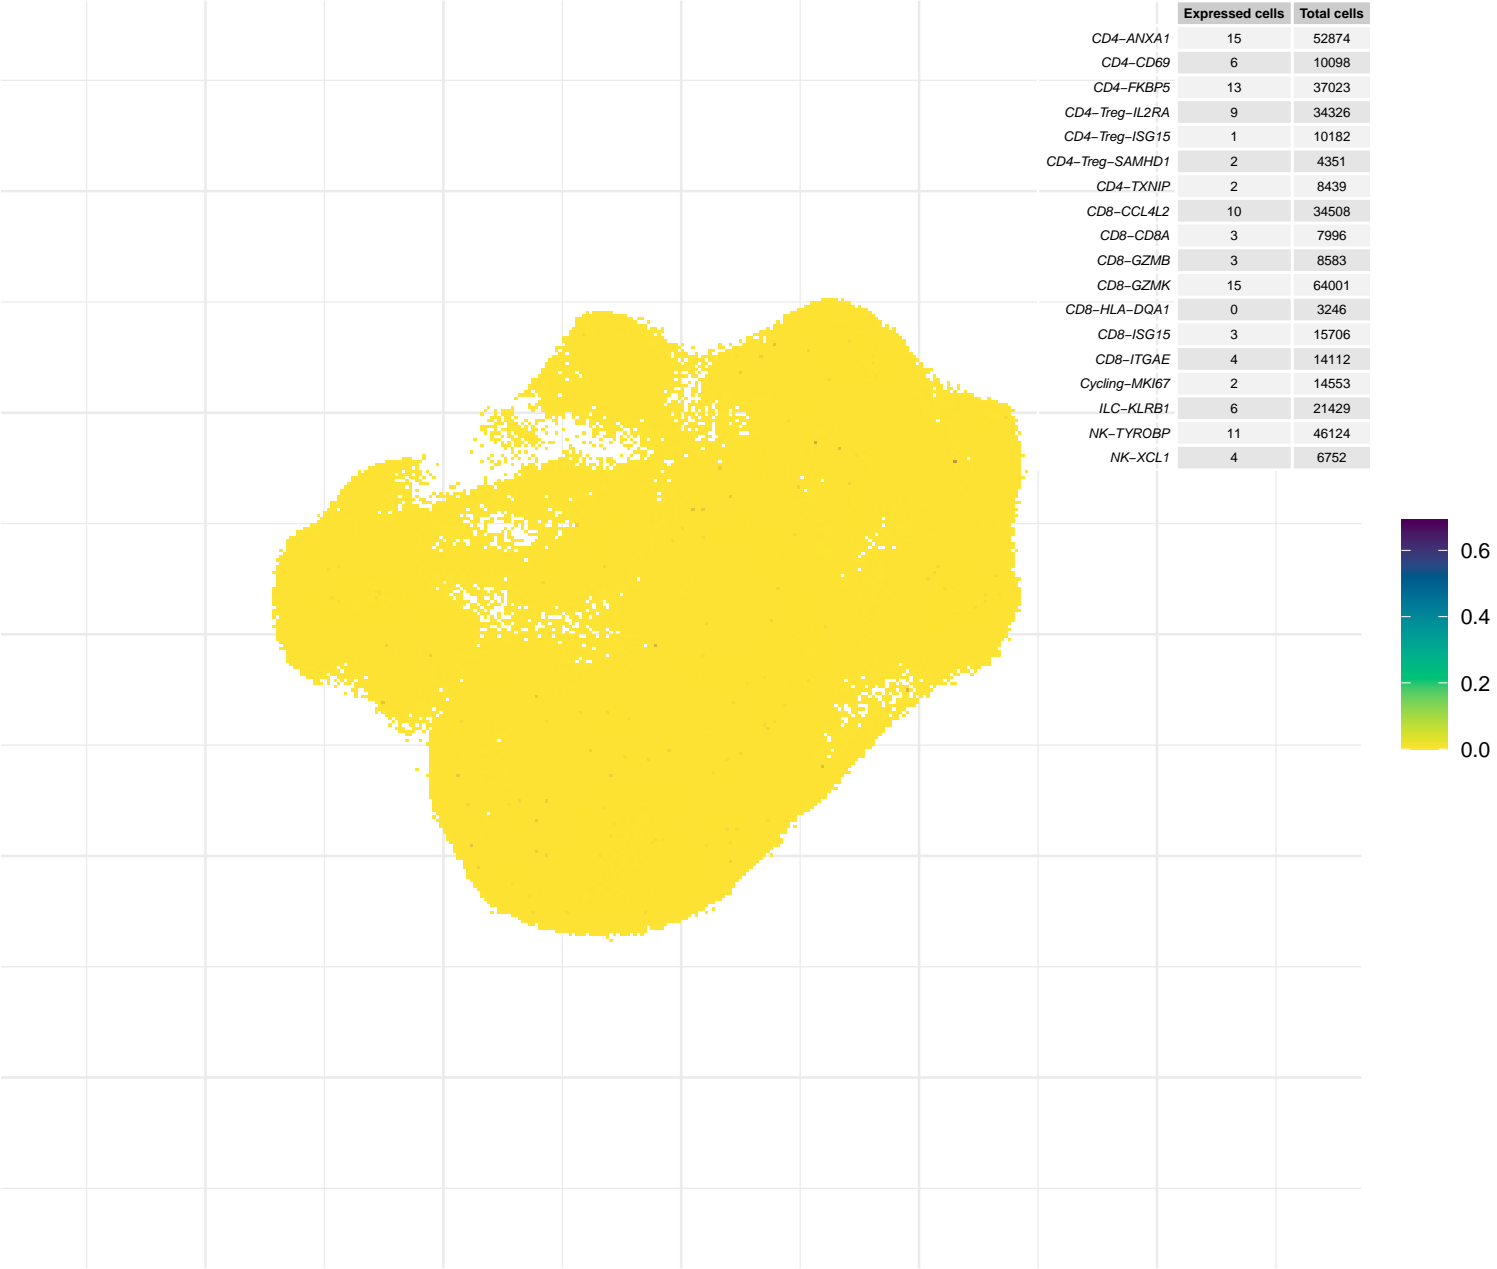 Expressed cells Total cells
CD4−ANXA1 15 52874
CD4−CD69 6 10098
CD4−FKBP5 13 37023
CD4−Treg−IL2RA 9 34326
CD4−Treg−ISG15 1 10182
CD4−Treg−SAMHD1 2 4351
CD4−TXNIP 2 8439
CD8−CCL4L2 10 34508
CD8−CD8A 3 7996
CD8−GZMB 3 8583
CD8−GZMK 15 64001
CD8−HLA−DQA1 0 3246
CD8−ISG15 3 15706
CD8−ITGAE 4 14112
Cycling−MKI67 2 14553
ILC−KLRB1 6 21429
NK−TYROBP 11 46124
NK−XCL1 4 6752
0.6
0.4
0.2
0.0